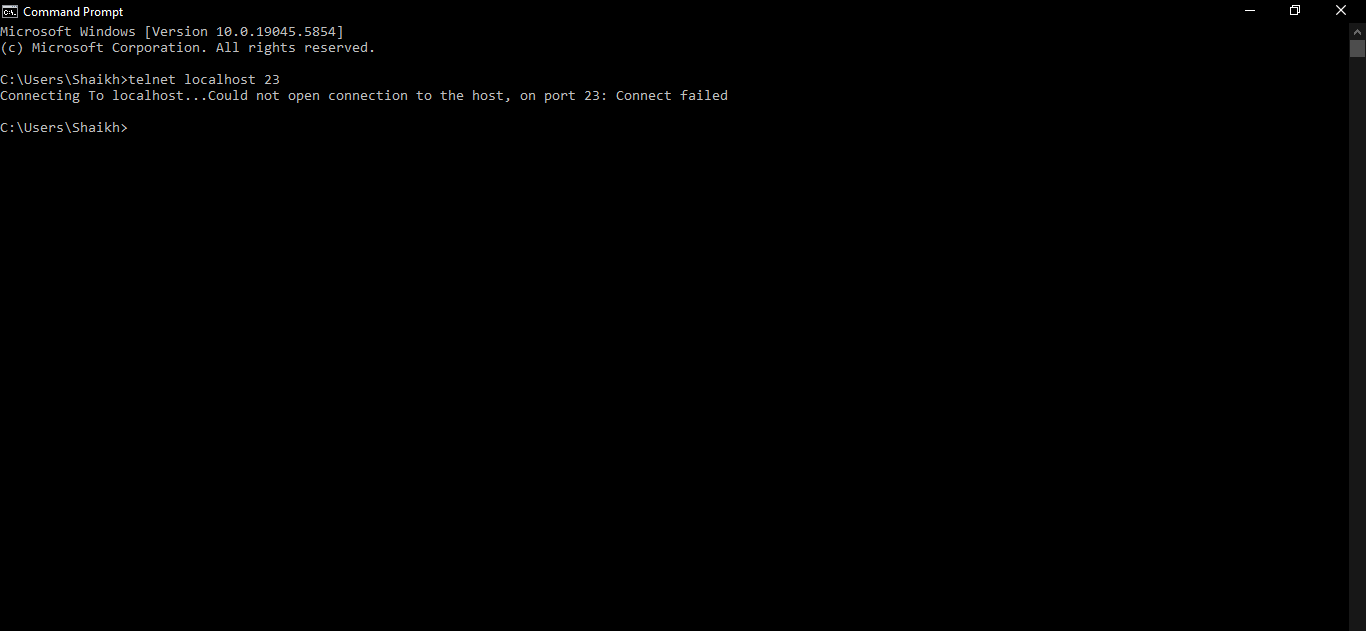 Command Prompt
Microsoft Windows [Version 10.0.19045.5854]
(c) Microsoft Corporation. All rights reserved.
C:\Users\Shaikh>telnet localhost 23
Connecting To localhost...Could not open connection to the host, on port 23: Connect failed
C:\Users\Shaikh>